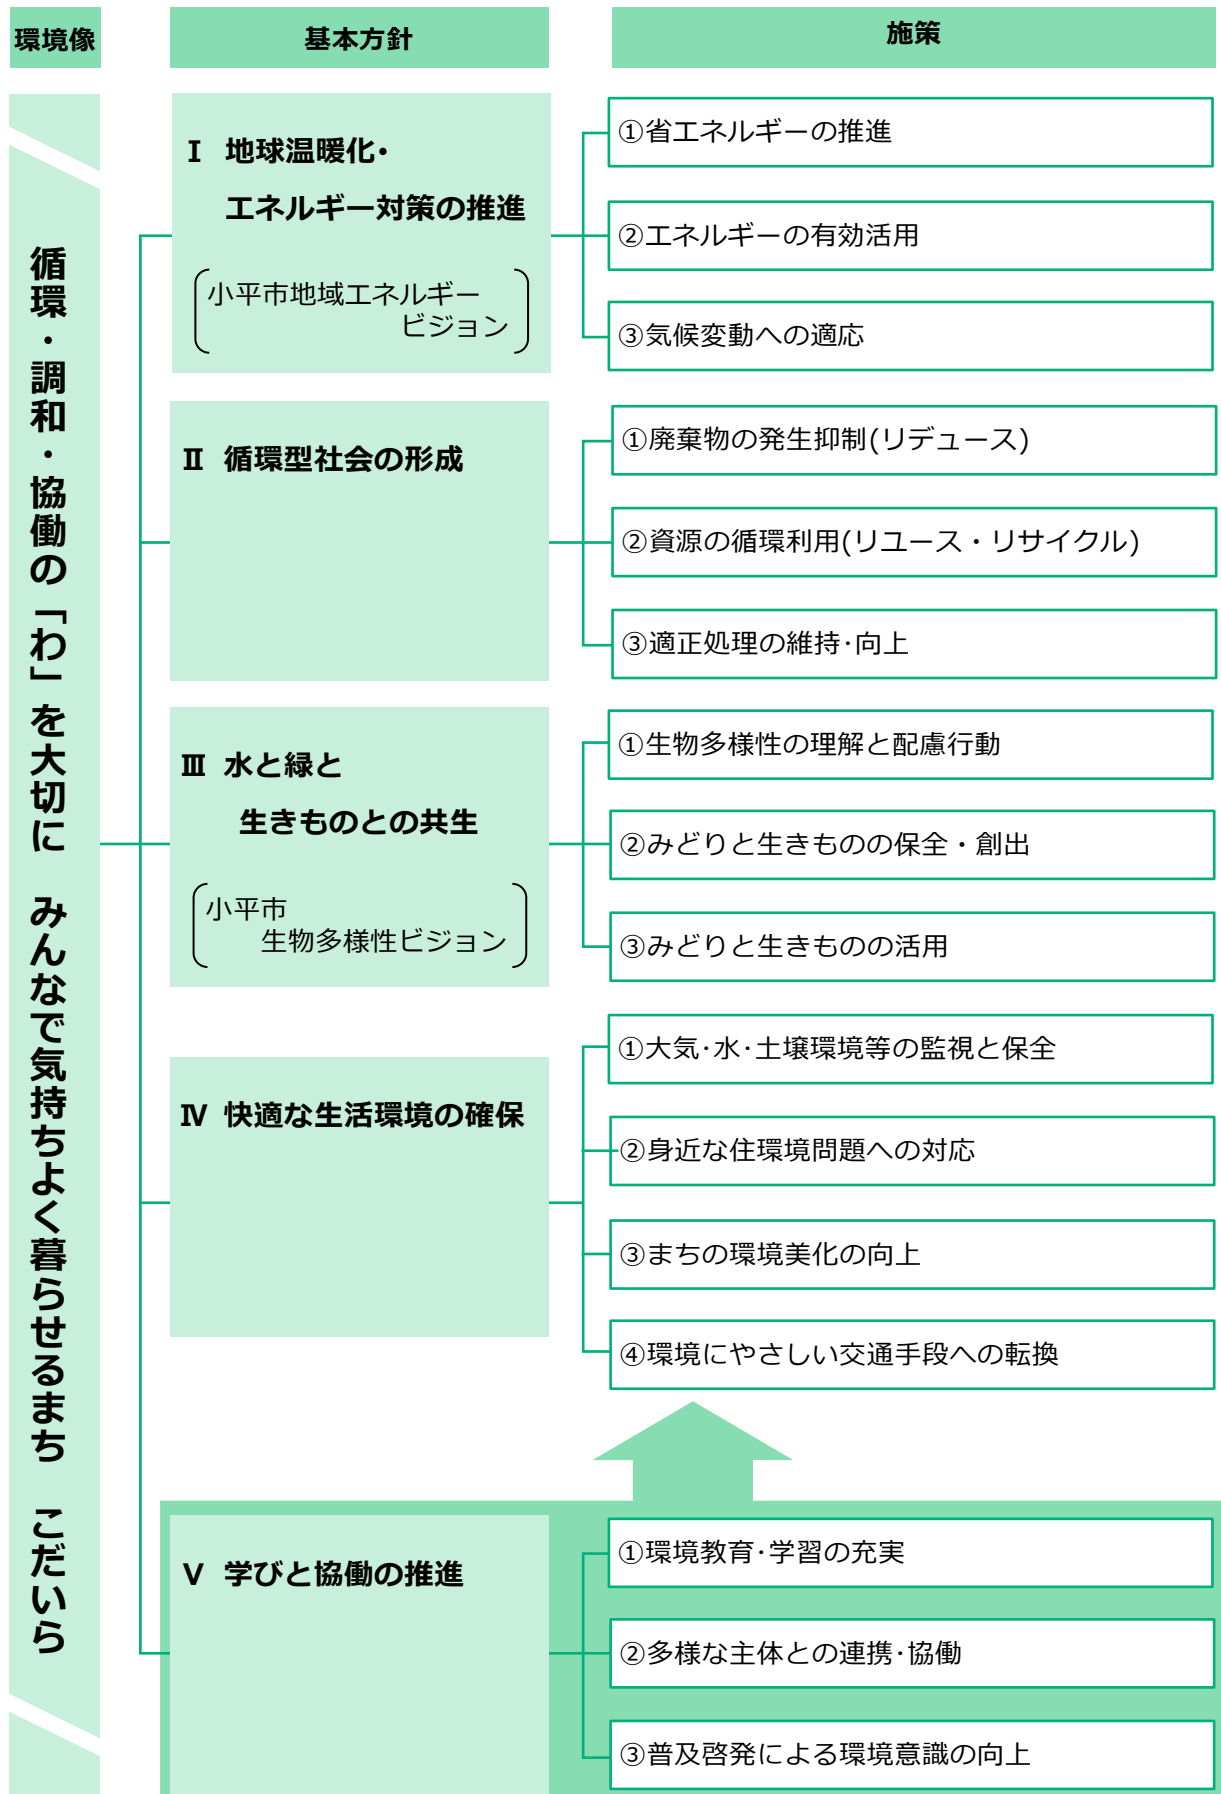 環境像
基本方針
施策
循環・調和・協働の「わ」を大切に　みんなで気持ちよく暮らせるまち　こだいら
Ⅰ 地球温暖化・
エネルギー対策の推進
小平市地域エネルギー
ビジョン
①省エネルギーの推進
②エネルギーの有効活用
③気候変動への適応
Ⅱ 循環型社会の形成
①廃棄物の発生抑制(リデュース)
②資源の循環利用(リユース・リサイクル)
③適正処理の維持･向上
Ⅲ 水と緑と
生きものとの共生
小平市
生物多様性ビジョン
①生物多様性の理解と配慮行動
②みどりと生きものの保全・創出
③みどりと生きものの活用
Ⅳ 快適な生活環境の確保
①大気･水･土壌環境等の監視と保全
②身近な住環境問題への対応
③まちの環境美化の向上
④環境にやさしい交通手段への転換
Ⅴ 学びと協働の推進
①環境教育･学習の充実
②多様な主体との連携･協働
③普及啓発による環境意識の向上